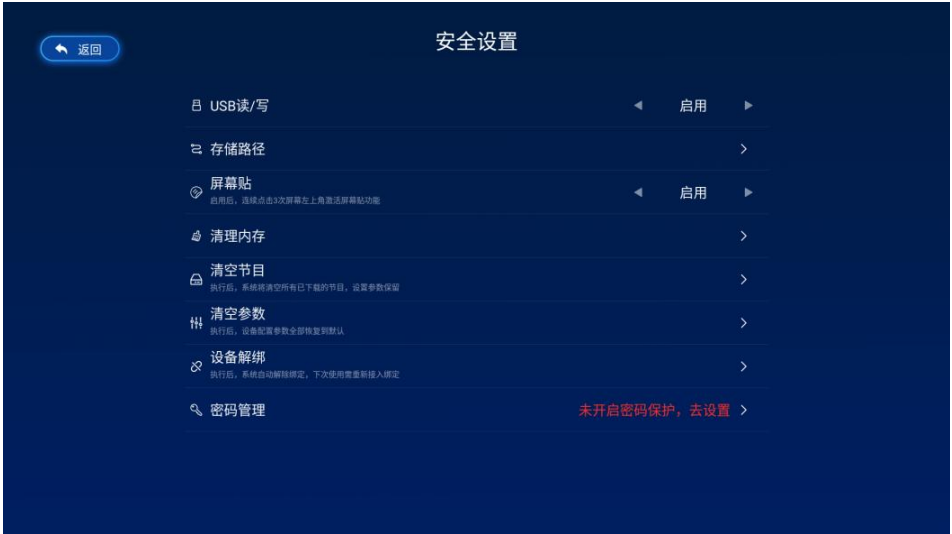 返回
安全设置
USB读/写
启用
存储路径
屏幕贴
启用后，连续点击3次屏幕左上角激活屏幕贴功能
启用
清理内存
清空节目
执行后，系统将清空所有已下载的节目，设置参数保留
清空参数
执行后，设备配置参数全部恢复到默认
设备解绑
执行后，系统自动解除绑定，下次使用需重新接入绑定
密码管理
未开启密码保护，去设置